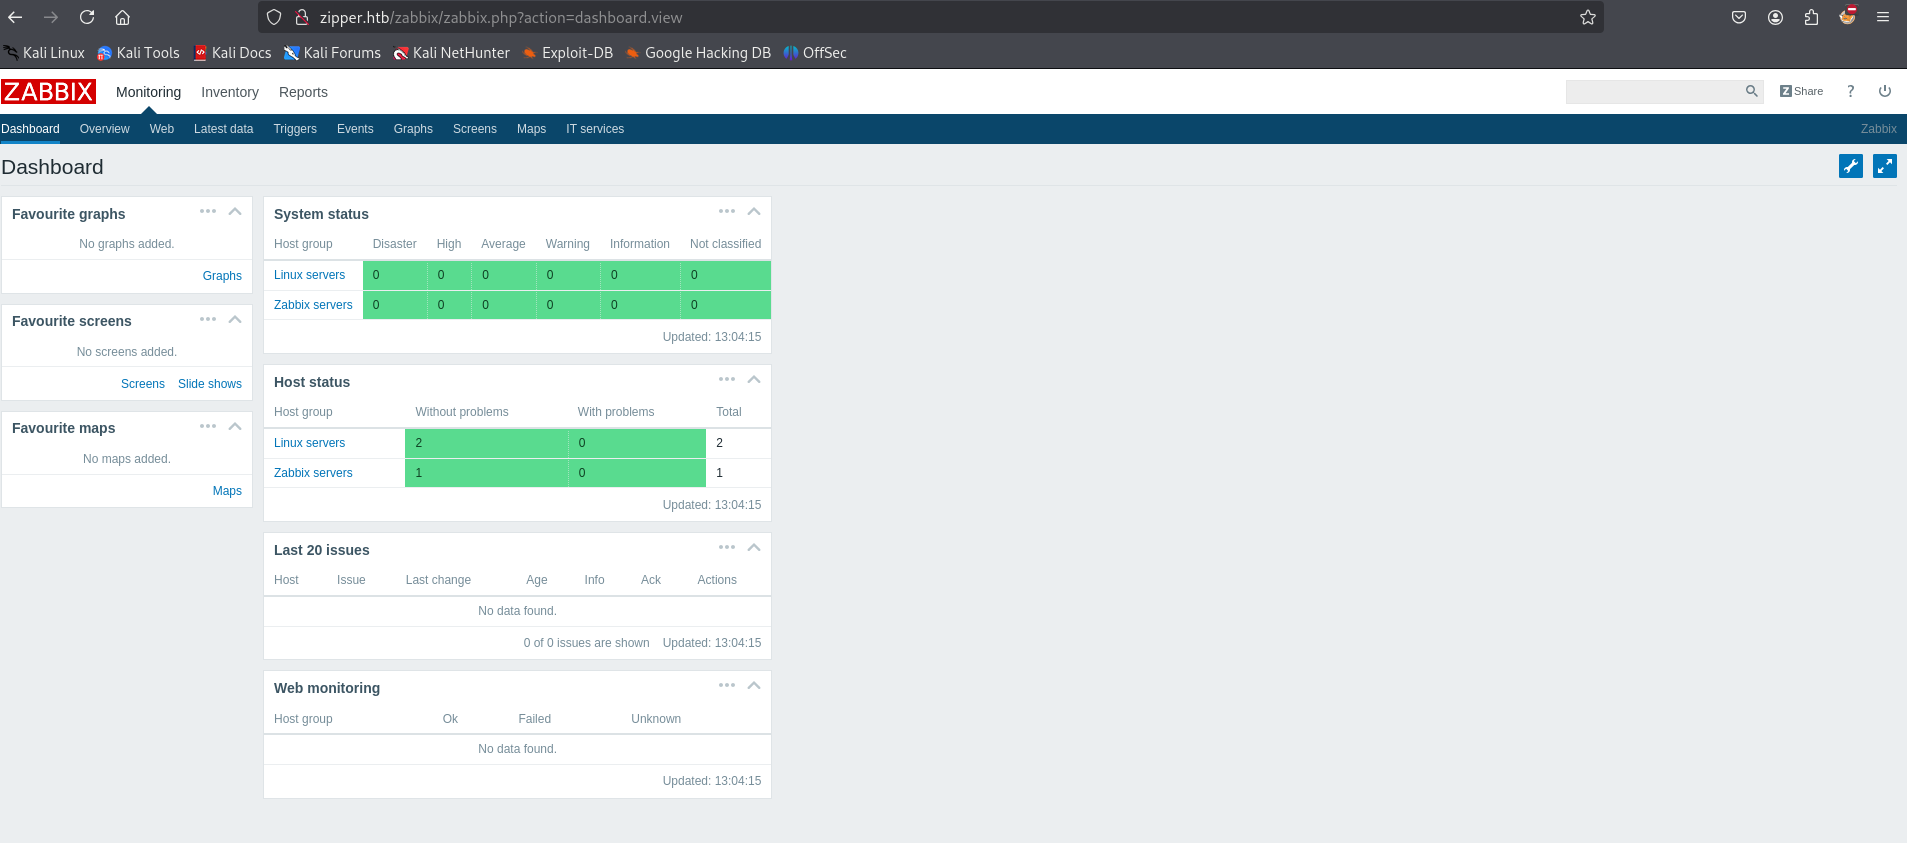 zipper.htb/zabbix/zabbix.php?action=dashboard.view
Kali Linux Kali Tools Kali Docs Kali Forums Kali NetHunter Exploit-DB Google Hacking DB OffSec
ZABBIX Monitoring Inventory Reports Z Share ?
Dashboard Overview Web Latest data Triggers Events Graphs Screens Maps IT services Zabbix
Dashboard
Favourite graphs
No graphs added.
Graphs
Favourite screens
No screens added.
Screens Slide shows
Favourite maps
No maps added.
Maps
System status
Host group Disaster High Average Warning Information Not classified
Linux servers 0 0 0 0 0 0
Zabbix servers 0 0 0 0 0 0
Updated: 13:04:15
Host status
Host group Without problems With problems Total
Linux servers 2 0 2
Zabbix servers 1 0 1
Updated: 13:04:15
Last 20 issues
Host Issue Last change Age Info Ack Actions
No data found.
0 of 0 issues are shown Updated: 13:04:15
Web monitoring
Host group Ok Failed Unknown
No data found.
Updated: 13:04:15